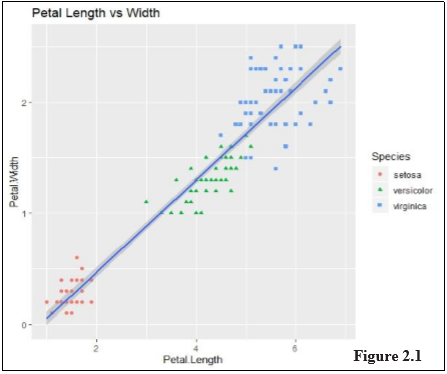 Petal Length vs Width
Petal Width
2
1
0
2
4
6
Petal Length
Species
setosa
versicolor
virginica
Figure 2.1